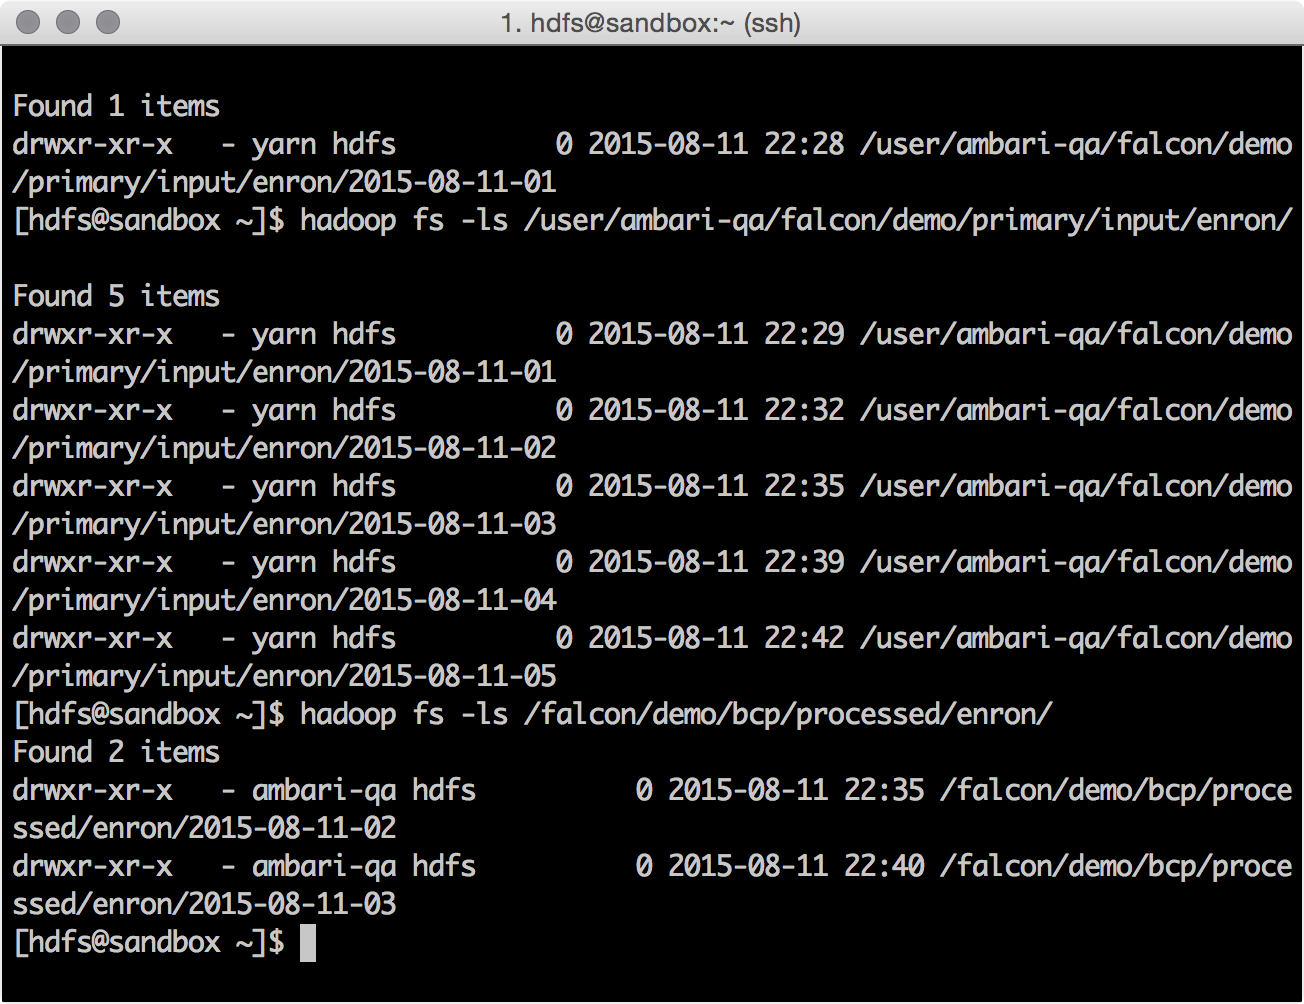 1. hdfs@sandbox:~ (ssh)
Found 1 items
drwxr-xr-x   - yarn hdfs          0 2015-08-11 22:28 /user/ambari-qa/falcon/demo
/primary/input/enron/2015-08-11-01
[hdfs@sandbox ~]$ hadoop fs -ls /user/ambari-qa/falcon/demo/primary/input/enron/
Found 5 items
drwxr-xr-x   - yarn hdfs          0 2015-08-11 22:29 /user/ambari-qa/falcon/demo
/primary/input/enron/2015-08-11-01
drwxr-xr-x   - yarn hdfs          0 2015-08-11 22:32 /user/ambari-qa/falcon/demo
/primary/input/enron/2015-08-11-02
drwxr-xr-x   - yarn hdfs          0 2015-08-11 22:35 /user/ambari-qa/falcon/demo
/primary/input/enron/2015-08-11-03
drwxr-xr-x   - yarn hdfs          0 2015-08-11 22:39 /user/ambari-qa/falcon/demo
/primary/input/enron/2015-08-11-04
drwxr-xr-x   - yarn hdfs          0 2015-08-11 22:42 /user/ambari-qa/falcon/demo
/primary/input/enron/2015-08-11-05
[hdfs@sandbox ~]$ hadoop fs -ls /falcon/demo/bcp/processed/enron/
Found 2 items
drwxr-xr-x   - ambari-qa hdfs          0 2015-08-11 22:35 /falcon/demo/bcp/proce
ssed/enron/2015-08-11-02
drwxr-xr-x   - ambari-qa hdfs          0 2015-08-11 22:40 /falcon/demo/bcp/proce
ssed/enron/2015-08-11-03
[hdfs@sandbox ~]$